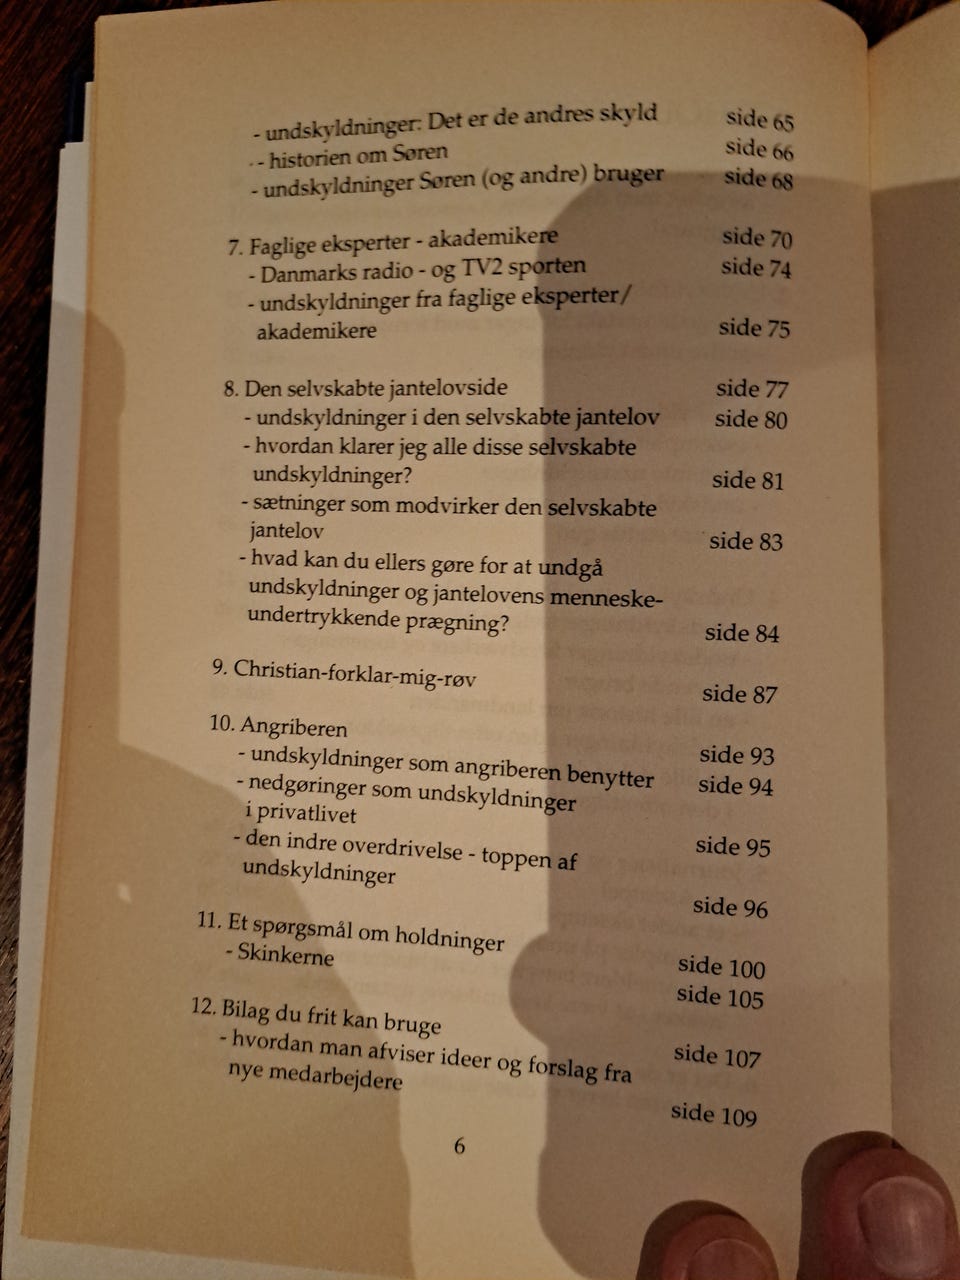 - undskyldninger: Det er de andres skyld side 65
- historien om Søren side 66
- undskyldninger Søren (og andre) bruger side 68
7. Faglige eksperter - akademikere side 70
- Danmarks radio - og TV2 sporten side 74
- undskyldninger fra faglige eksperter/
akademikere side 75
8. Den selvskabte jantelovside side 77
- undskyldninger i den selvskabte jantelov side 80
- hvordan klarer jeg alle disse selvskabte
undskyldninger? side 81
- sætninger som modvirker den selvskabte
jantelov side 83
- hvad kan du ellers gøre for at undgå
undskyldninger og jantelovens menneske-
undertrykkende prægning? side 84
9. Christian-forklar-mig-røv side 87
10. Angriberen side 93
- undskyldninger som angriberen benytter side 94
- nedgøringer som undskyldninger
i privatlivet side 95
- den indre overdrivelse - toppen af
undskyldninger side 96
11. Et spørgsmål om holdninger side 100
- Skinkerne side 105
12. Bilag du frit kan bruge side 107
- hvordan man afviser ideer og forslag fra
nye medarbejdere side 109
6